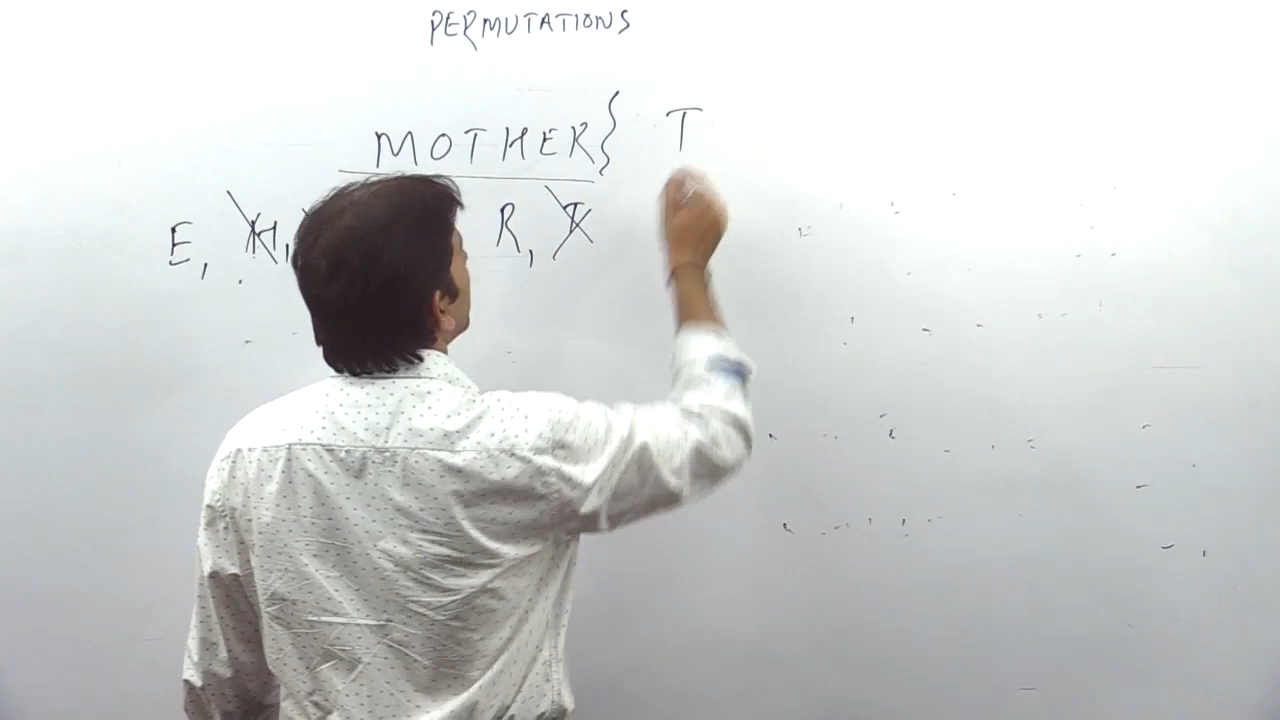 PERMUTATIONS
MOTHER} T
E, H, R, T